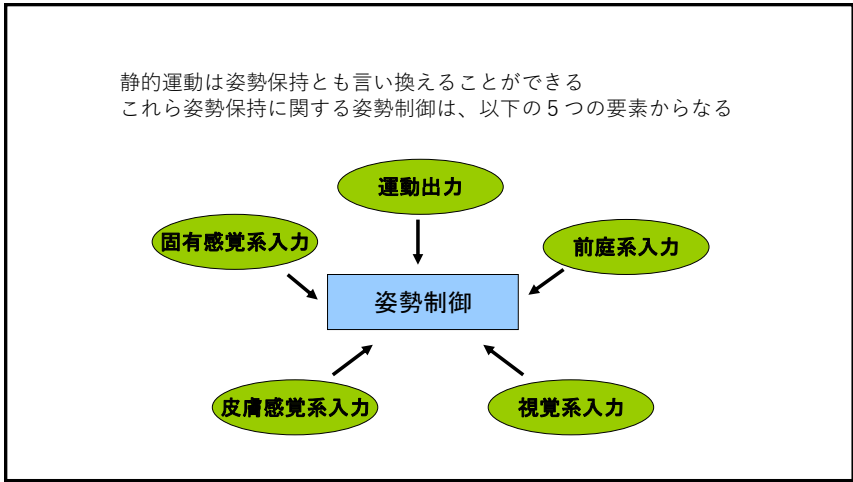 静的運動は姿勢保持とも言い換えることができる
これら姿勢保持に関する姿勢制御は、以下の５つの要素からなる
運動出力
固有感覚系入力
前庭系入力
姿勢制御
皮膚感覚系入力
視覚系入力